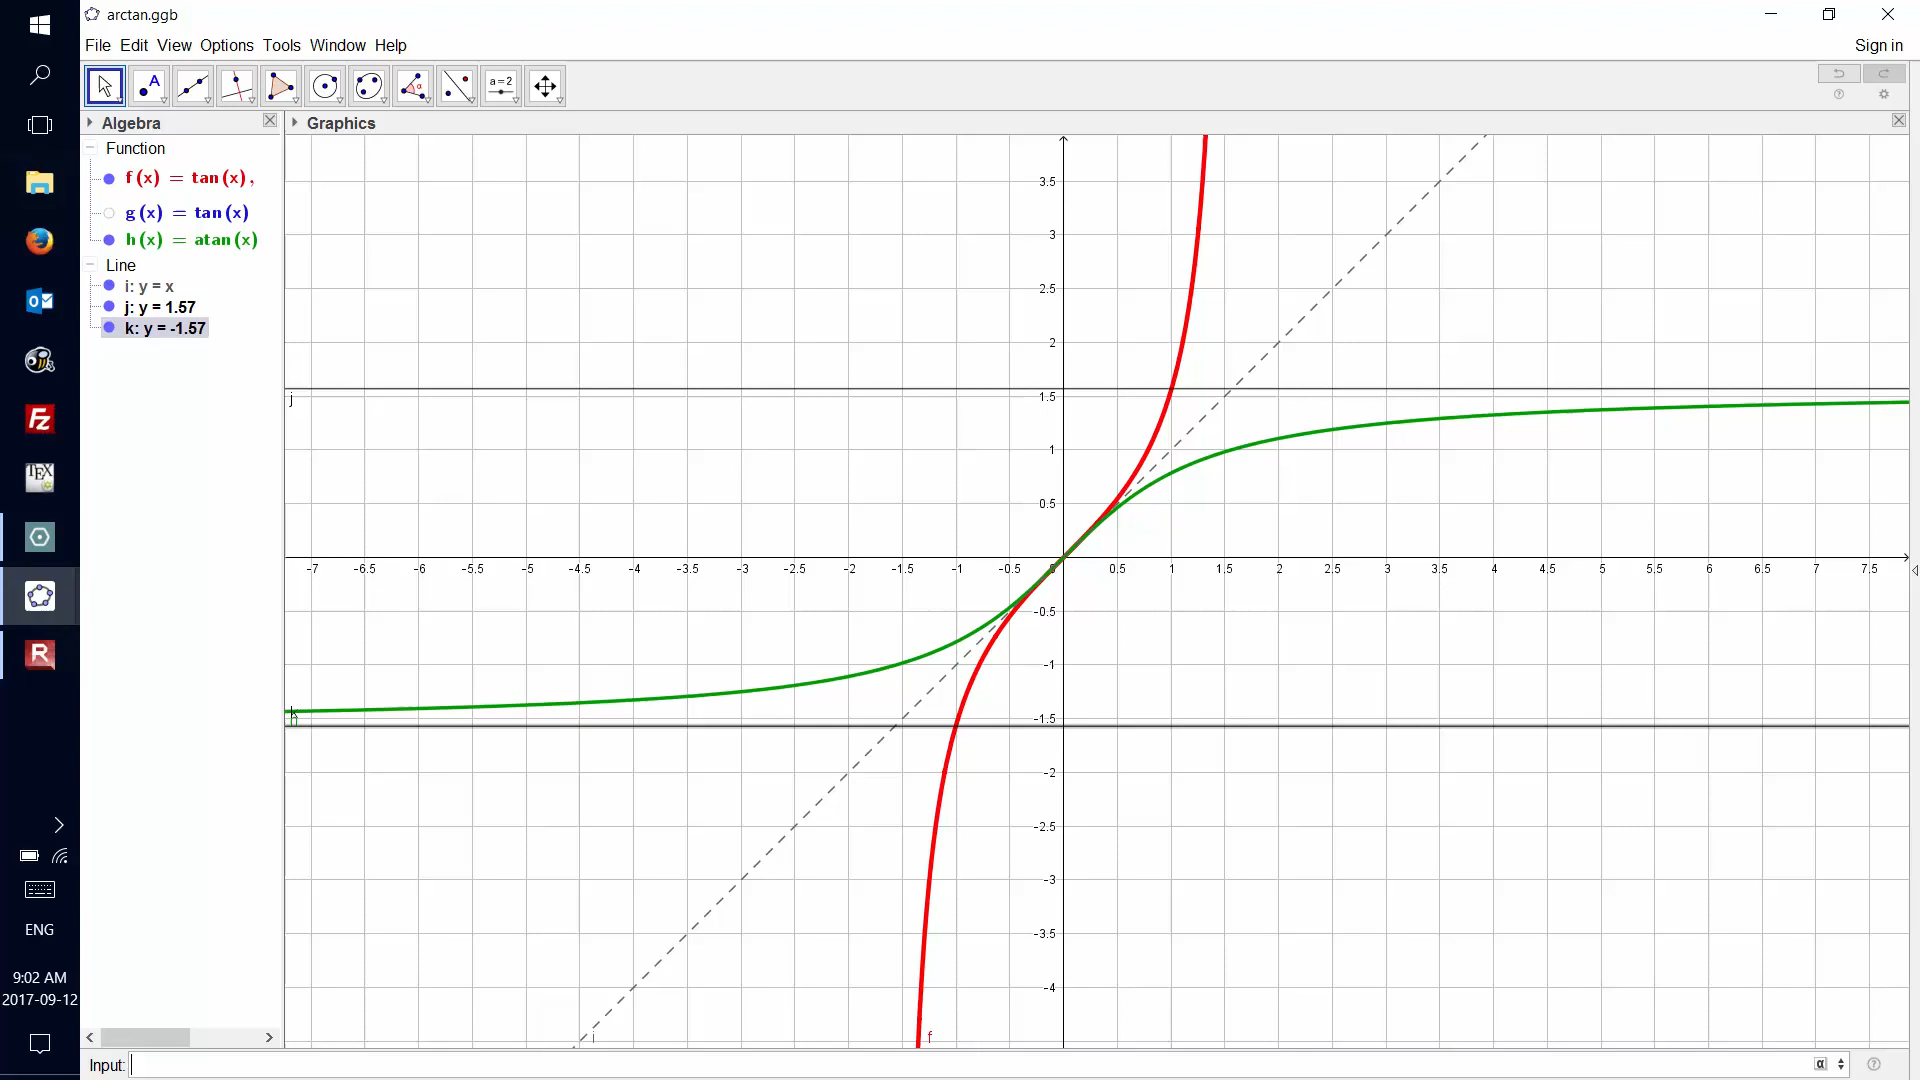 arctan.ggb
File Edit View Options Tools Window Help
Sign in
A
α
a=2
Algebra
Graphics
Function
f(x) = tan(x),
g(x) = tan(x)
h(x) = atan(x)
Line
i: y = x
j: y = 1.57
k: y = -1.57
3.5
3
2.5
2
1.5
1
0.5
-0.5
-1
-1.5
-2
-2.5
-3
-3.5
-4
-7 -6.5 -6 -5.5 -5 -4.5 -4 -3.5 -3 -2.5 -2 -1.5 -1 -0.5 0 0.5 1 1.5 2 2.5 3 3.5 4 4.5 5 5.5 6 6.5 7 7.5
j
h
i
f
o
Fz
TEX
R
ENG
9:02 AM
2017-09-12
Input:
α